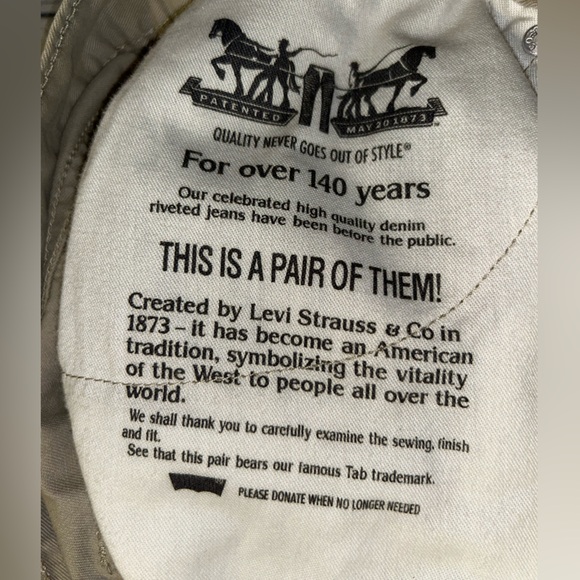 PATENTED
MAY 20 1873
QUALITY NEVER GOES OUT OF STYLE®
For over 140 years
Our celebrated high quality denim
riveted jeans have been before the public.
THIS IS A PAIR OF THEM!
Created by Levi Strauss & Co in
1873 – it has become an American
tradition, symbolizing the vitality
of the West to people all over the
world.
We shall thank you to carefully examine the sewing, finish
and fit.
See that this pair bears our famous Tab trademark.
PLEASE DONATE WHEN NO LONGER NEEDED